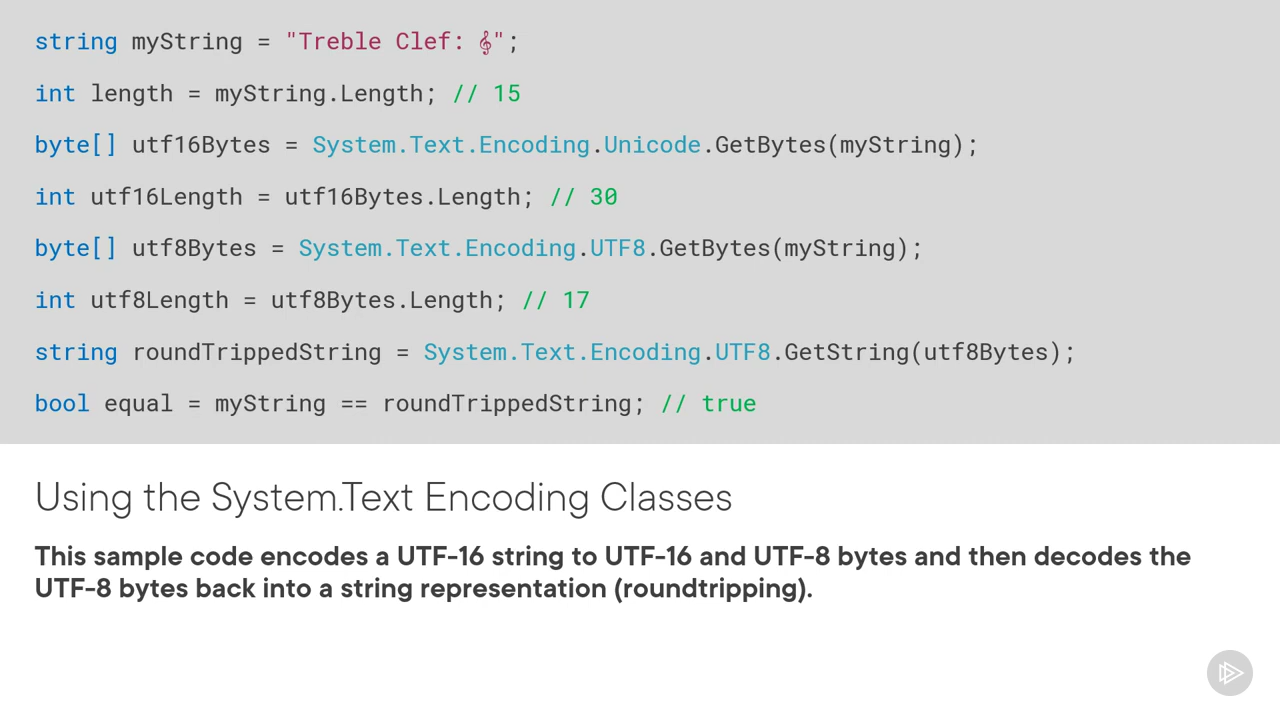 string myString = "Treble Clef: 𝄞";
int length = myString.Length; // 15
byte[] utf16Bytes = System.Text.Encoding.Unicode.GetBytes(myString);
int utf16Length = utf16Bytes.Length; // 30
byte[] utf8Bytes = System.Text.Encoding.UTF8.GetBytes(myString);
int utf8Length = utf8Bytes.Length; // 17
string roundTrippedString = System.Text.Encoding.UTF8.GetString(utf8Bytes);
bool equal = myString == roundTrippedString; // true
Using the System.Text Encoding Classes
This sample code encodes a UTF-16 string to UTF-16 and UTF-8 bytes and then decodes the
UTF-8 bytes back into a string representation (roundtripping).